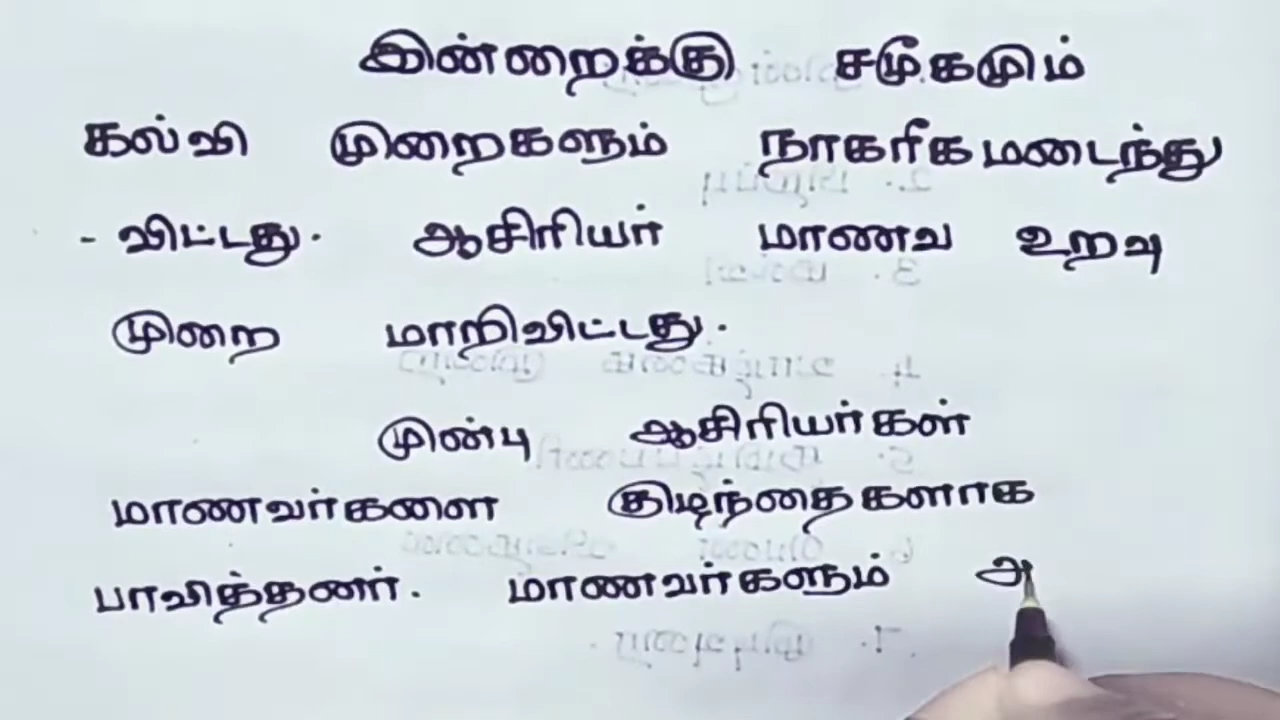 இன்றைக்கு சமூகமும்
கல்வி முறைகளும் நாகரீகமடைந்து
- விட்டது. ஆசிரியர் மாணவ உறவு
முறை மாறிவிட்டது.
முன்பு ஆசிரியர்கள்
மாணவர்களை குழந்தைகளாக
பாவித்தனர். மாணவர்களும் அ